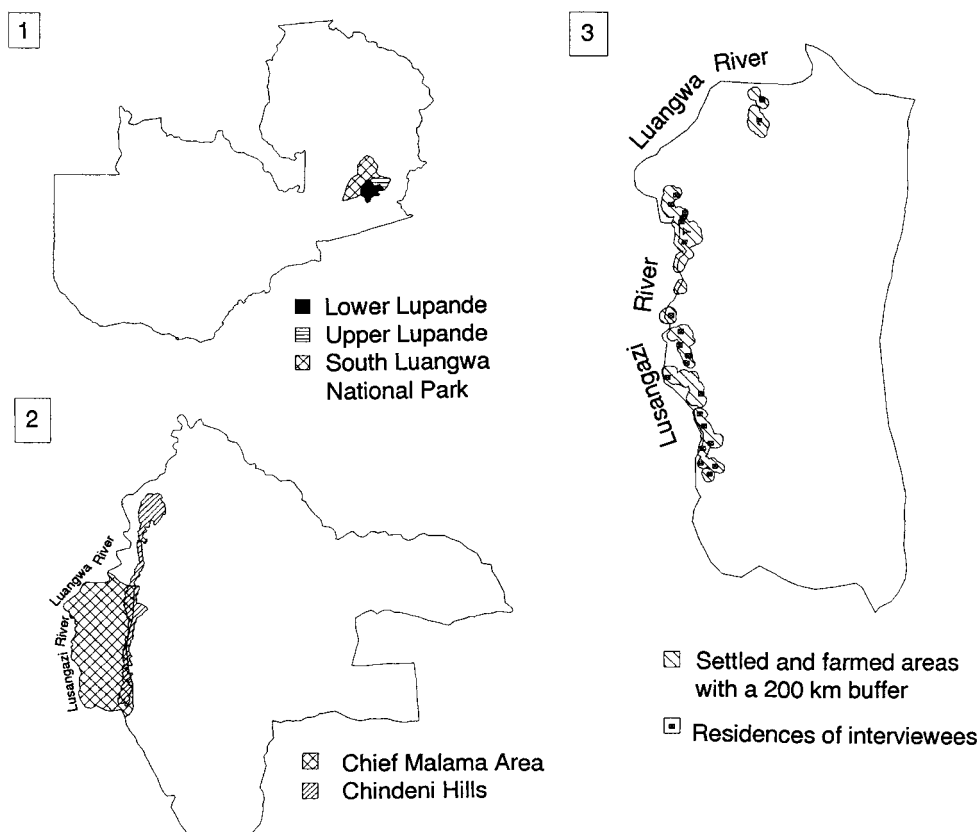 1
Lower Lupande
Upper Lupande
South Luangwa
National Park
2
Luangwa River
Lusangazi River
Chief Malama Area
Chindeni Hills
3
Luangwa River
Lusangazi River
Settled and farmed areas
with a 200 km buffer
Residences of interviewees